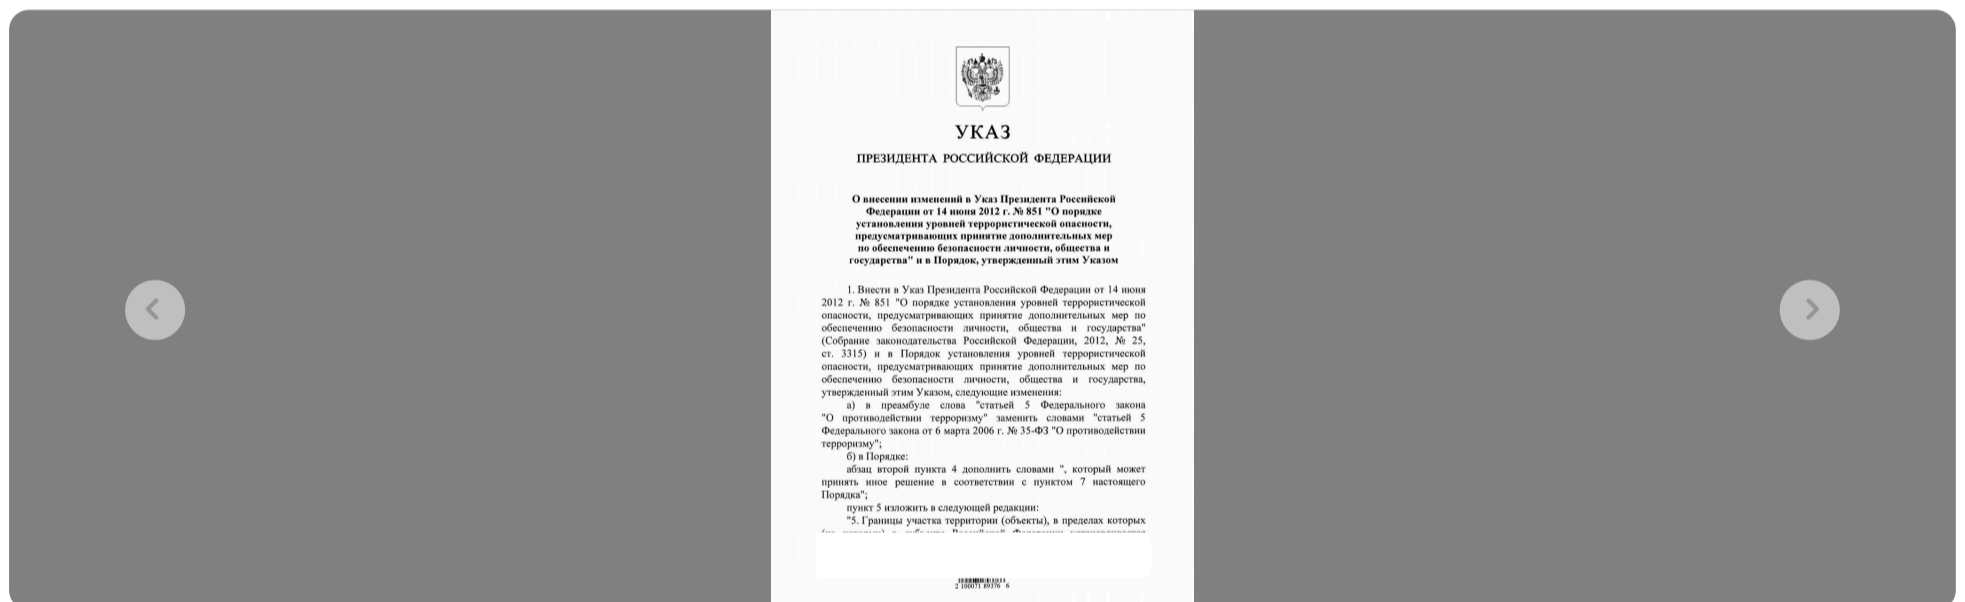 УКАЗ
ПРЕЗИДЕНТА РОССИЙСКОЙ ФЕДЕРАЦИИ
О внесении изменений в Указ Президента Российской
Федерации от 14 июня 2012 г. № 851 "О порядке
установления уровней террористической опасности,
предусматривающих принятие дополнительных мер
по обеспечению безопасности личности, общества и
государства" и в Порядок, утвержденный этим Указом
1. Внести в Указ Президента Российской Федерации от 14 июня
2012 г. № 851 "О порядке установления уровней террористической
опасности, предусматривающих принятие дополнительных мер по
обеспечению безопасности личности, общества и государства"
(Собрание законодательства Российской Федерации, 2012, № 25,
ст. 3315) и в Порядок установления уровней террористической
опасности, предусматривающих принятие дополнительных мер по
обеспечению безопасности личности, общества и государства,
утвержденный этим Указом, следующие изменения:
а) в преамбуле слова "статьей 5 Федерального закона
"О противодействии терроризму" заменить словами "статьей 5
Федерального закона от 6 марта 2006 г. № 35-ФЗ "О противодействии
терроризму";
б) в Порядке:
абзац второй пункта 4 дополнить словами ", который может
принять иное решение в соответствии с пунктом 7 настоящего
Порядка";
пункт 5 изложить в следующей редакции:
"5. Границы участка территории (объекты), в пределах которых
2 100071 89376 6